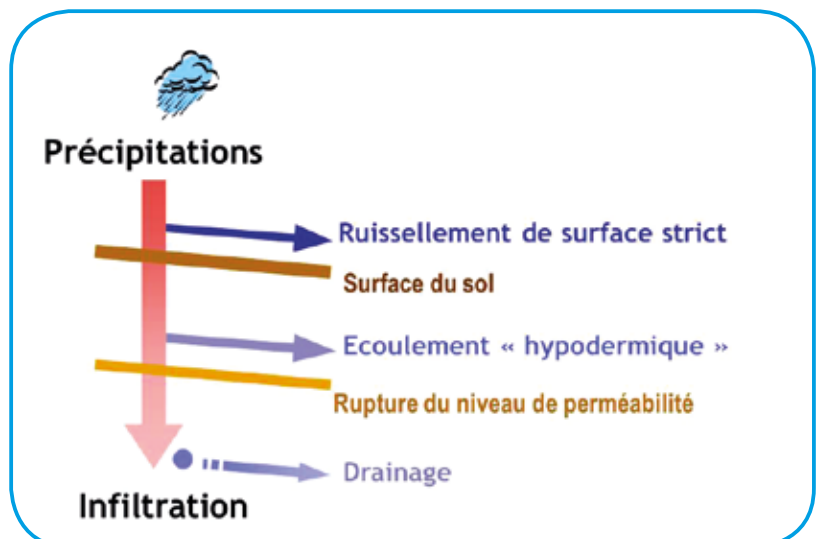 Précipitations
Ruissellement de surface strict
Surface du sol
Ecoulement « hypodermique »
Rupture du niveau de perméabilité
Drainage
Infiltration